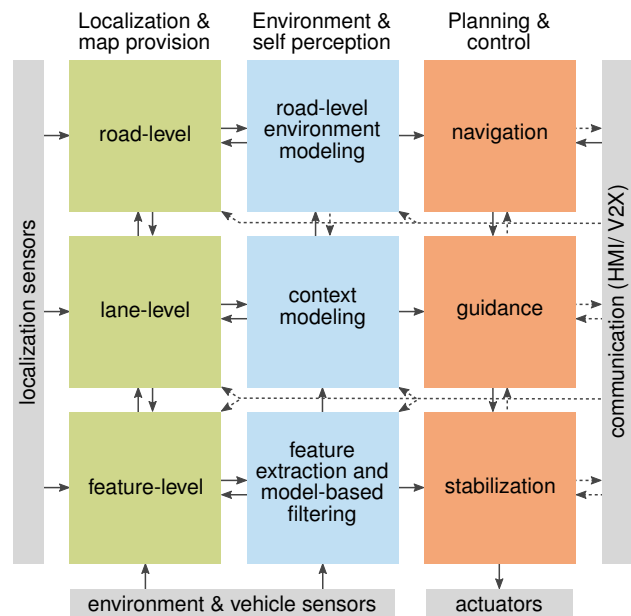 Localization &
map provision
Environment &
self perception
Planning &
control
localization sensors
road-level
road-level
environment
modeling
navigation
communication (HMI/ V2X)
lane-level
context
modeling
guidance
feature-level
feature
extraction and
model-based
filtering
stabilization
environment & vehicle sensors
actuators